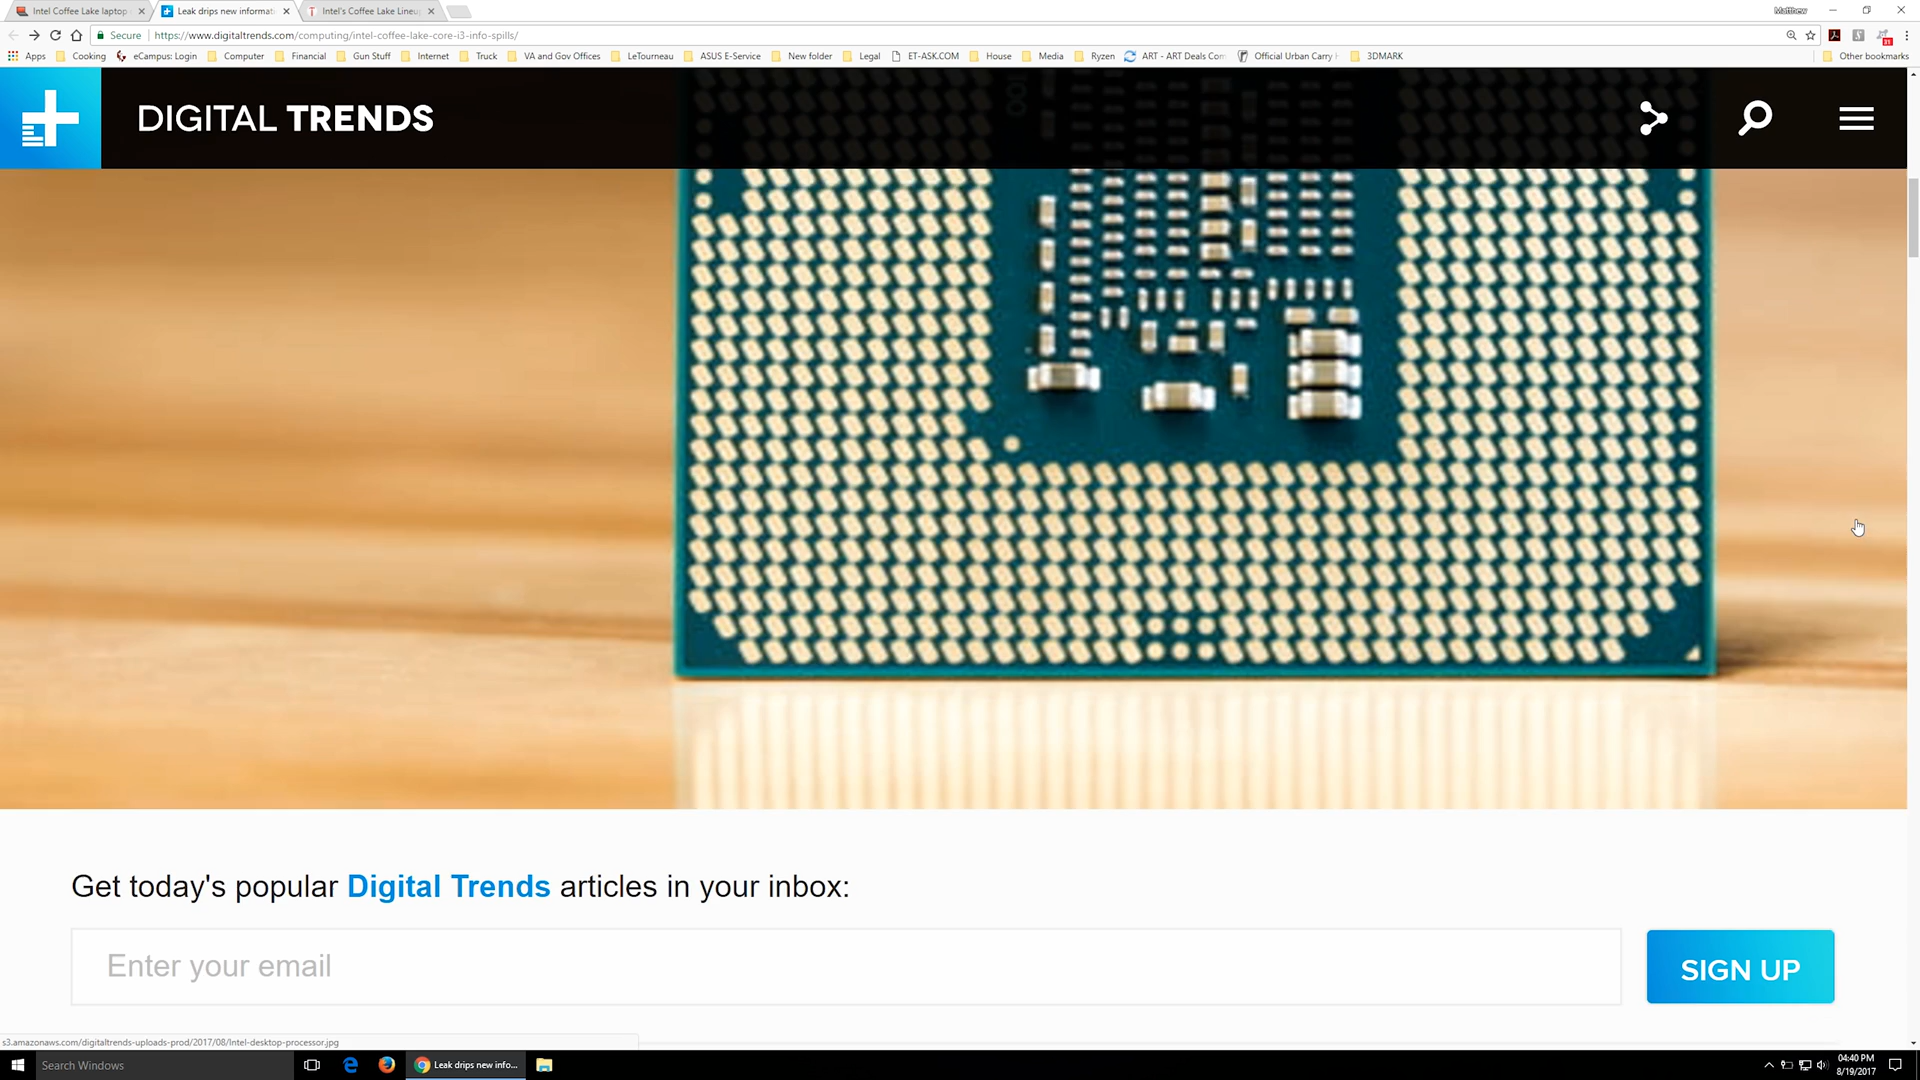 Intel Coffee Lake laptop
Leak drips new informati
Intel's Coffee Lake Lineu
Matthew
Secure
https://www.digitaltrends.com/computing/intel-coffee-lake-core-i3-info-spills/
Apps
Cooking
eCampus: Login
Computer
Financial
Gun Stuff
Internet
Truck
VA and Gov Offices
LeTourneau
ASUS E-Service
New folder
Legal
ET-ASK.COM
House
Media
Ryzen
ART - ART Deals Com
Official Urban Carry
3DMARK
Other bookmarks
DIGITAL TRENDS
Get today's popular Digital Trends articles in your inbox:
Enter your email
SIGN UP
s3.amazonaws.com/digitaltrends-uploads-prod/2017/08/Intel-desktop-processor.jpg
Search Windows
Leak drips new info...
04:40 PM
8/19/2017